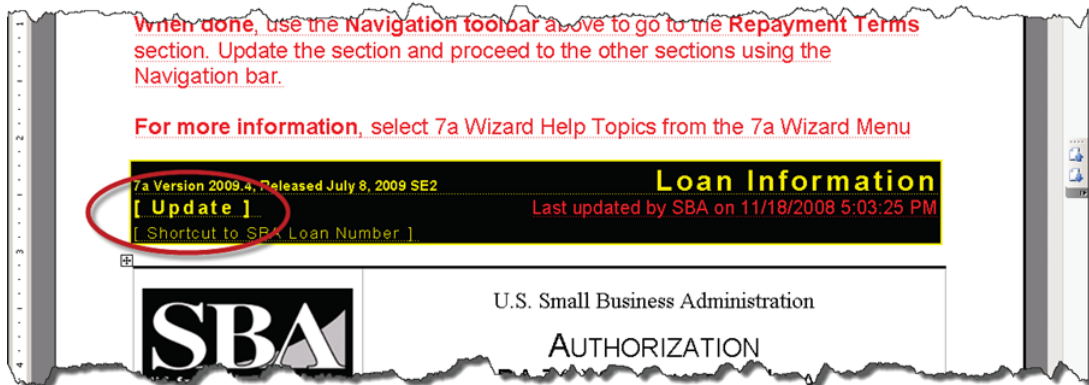 When done, use the Navigation toolbar above to go to the Repayment Terms
section. Update the section and proceed to the other sections using the
Navigation bar.
For more information, select 7a Wizard Help Topics from the 7a Wizard Menu
7a Version 2009.4, Released July 8, 2009 SE2
Loan Information
[ Update ]
Last updated by SBA on 11/18/2008 5:03:25 PM
[ Shortcut to SBA Loan Number ]
SBA
U.S. Small Business Administration
AUTHORIZATION